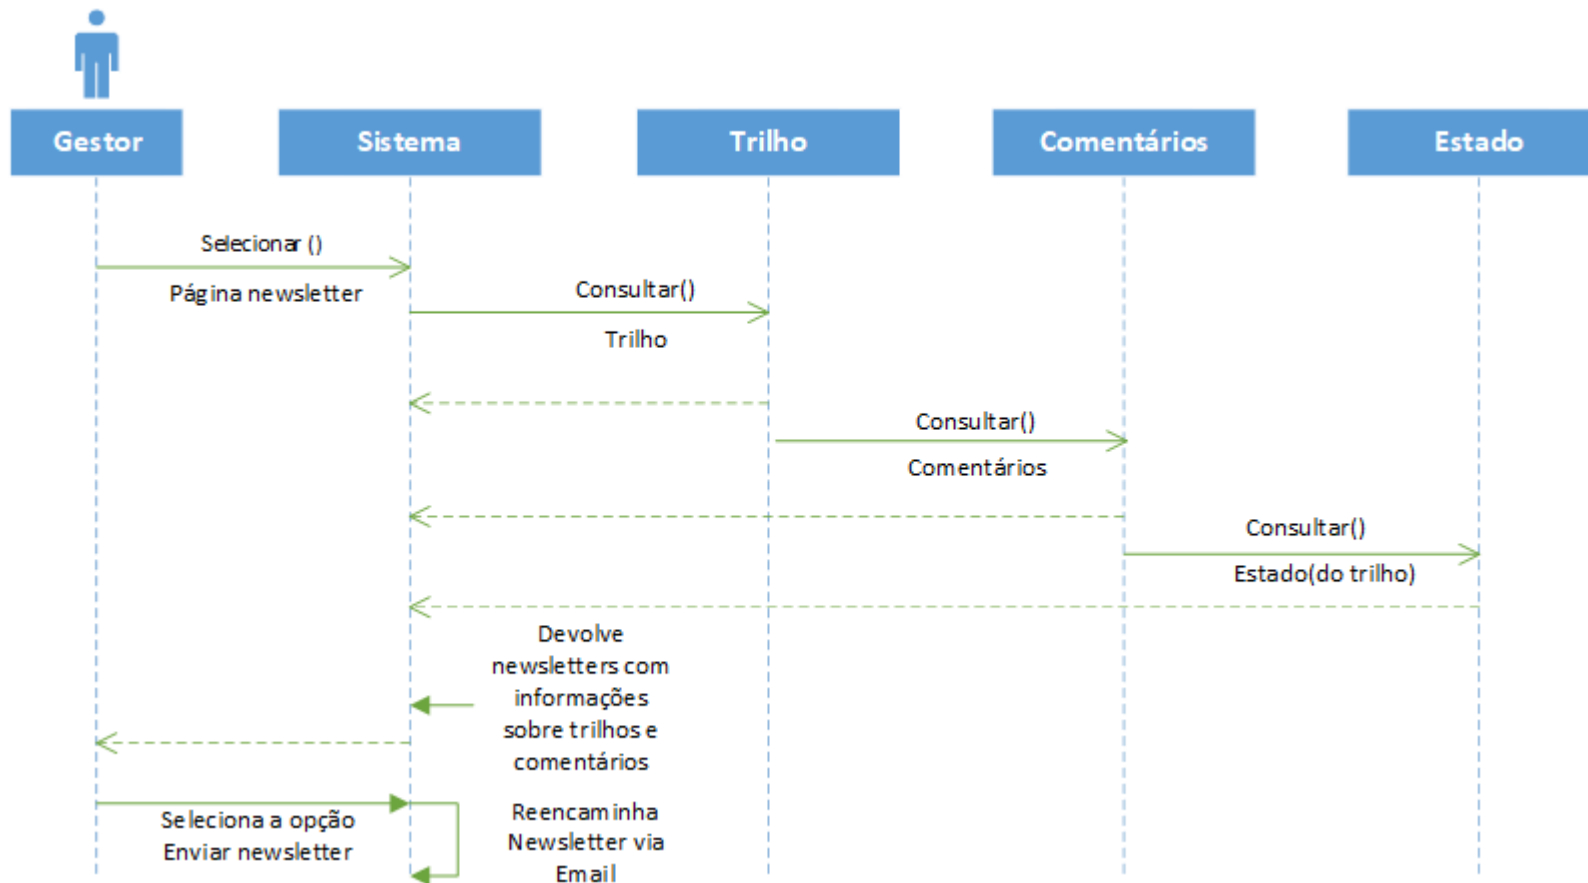 Gestor
Sistema
Trilho
Comentários
Estado
Selecionar ()
Página newsletter
Consultar()
Trilho
Consultar()
Comentários
Consultar()
Estado(do trilho)
Devolve
newsletters com
informações
sobre trilhos e
comentários
Seleciona a opção
Enviar newsletter
Reencaminha
Newsletter via
Email